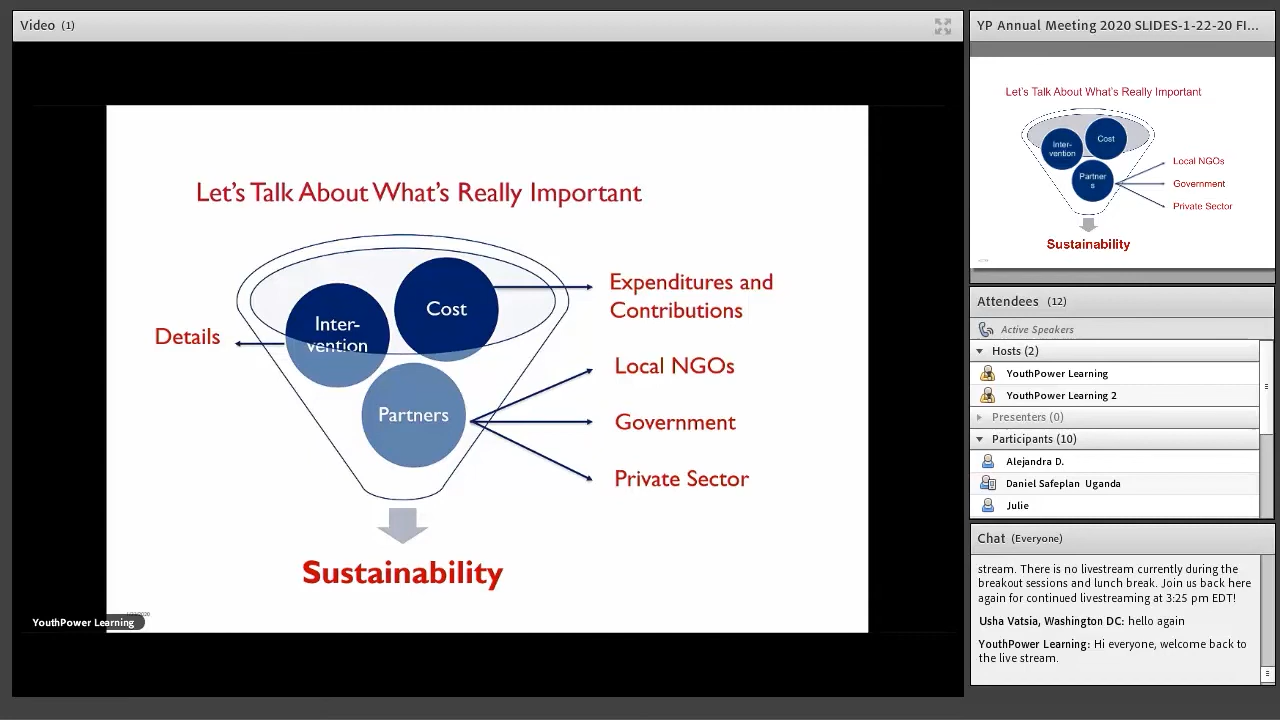 Video (1)
Let's Talk About What's Really Important
Inter-
vention
Cost
Partners
Details
Expenditures and
Contributions
Local NGOs
Government
Private Sector
Sustainability
YouthPower Learning
YP Annual Meeting 2020 SLIDES-1-22-20 FI...
Let's Talk About What's Really Important
Inter-
vention
Cost
Partner
s
Local NGOs
Government
Private Sector
Sustainability
Attendees (12)
Active Speakers
Hosts (2)
YouthPower Learning
YouthPower Learning 2
Presenters (0)
Participants (10)
Alejandra D.
Daniel Safeplan Uganda
Julie
Chat (Everyone)
stream. There is no livestream currently during the
breakout sessions and lunch break. Join us back here
again for continued livestreaming at 3:25 pm EDT!
Usha Vatsia, Washington DC: hello again
YouthPower Learning: Hi everyone, welcome back to
the live stream.